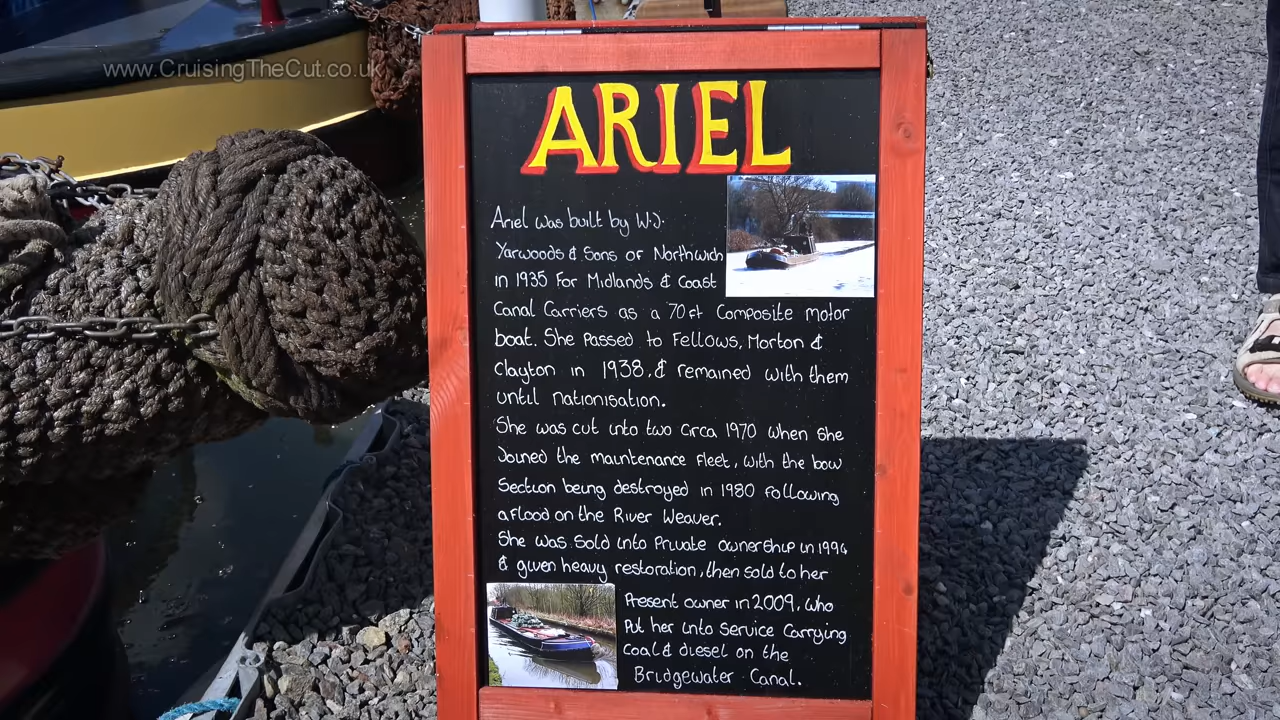 www.CruisingTheCut.co.uk
ARIEL
Ariel was built by W.J.
Yarwoods & Sons of Northwich
in 1935 for Midlands & Coast
Canal Carriers as a 70ft Composite motor
boat. She passed to Fellows, Morton &
Clayton in 1938, & remained with them
until nationisation.
She was cut into two Circa 1970 when she
Joined the maintenance fleet, with the bow
Section being destroyed in 1980 following
a flood on the River Weaver.
She was sold into Private ownership in 1994
& given heavy restoration, then sold to her
Present owner in 2009, who
Put her into service Carrying
coal & diesel on the
Bridgewater Canal.